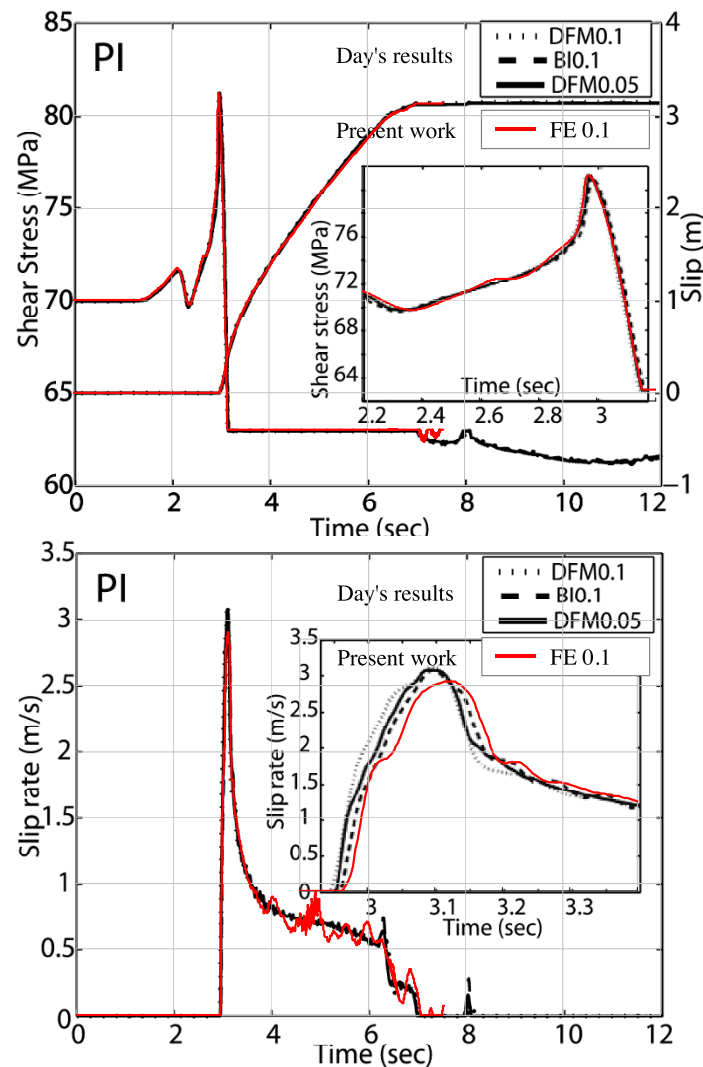 85
80
75
70
65
60
Shear Stress (MPa)
PI
Day's results
DFM0.1
BI0.1
DFM0.05
Present work
FE 0.1
4
3
2
1
0
−1
Slip (m)
76
72
68
64
Shear stress (MPa)
Time (sec)
2.2 2.4 2.6 2.8 3
0 2 4 6 8 10 12
Time (sec)
3.5
3
2.5
2
1.5
1
0.5
0
Slip rate (m/s)
PI
Day's results
DFM0.1
BI0.1
DFM0.05
Present work
FE 0.1
3.5
3
2.5
2
1.5
1
0.5
0
Slip rate (m/s)
3 3.1 3.2 3.3
Time (sec)
0 2 4 6 8 10 12
Time (sec)